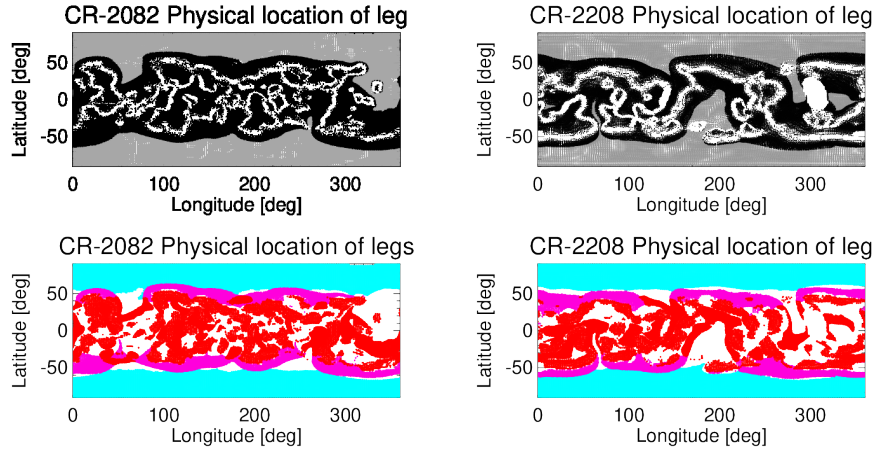 CR-2082 Physical location of leg
CR-2208 Physical location of leg
Latitude [deg]
50
0
-50
0
100
200
300
Longitude [deg]
Latitude [deg]
50
0
-50
0
100
200
300
Longitude [deg]
CR-2082 Physical location of legs
CR-2208 Physical location of leg
Latitude [deg]
50
0
-50
0
100
200
300
Longitude [deg]
Latitude [deg]
50
0
-50
0
100
200
300
Longitude [deg]